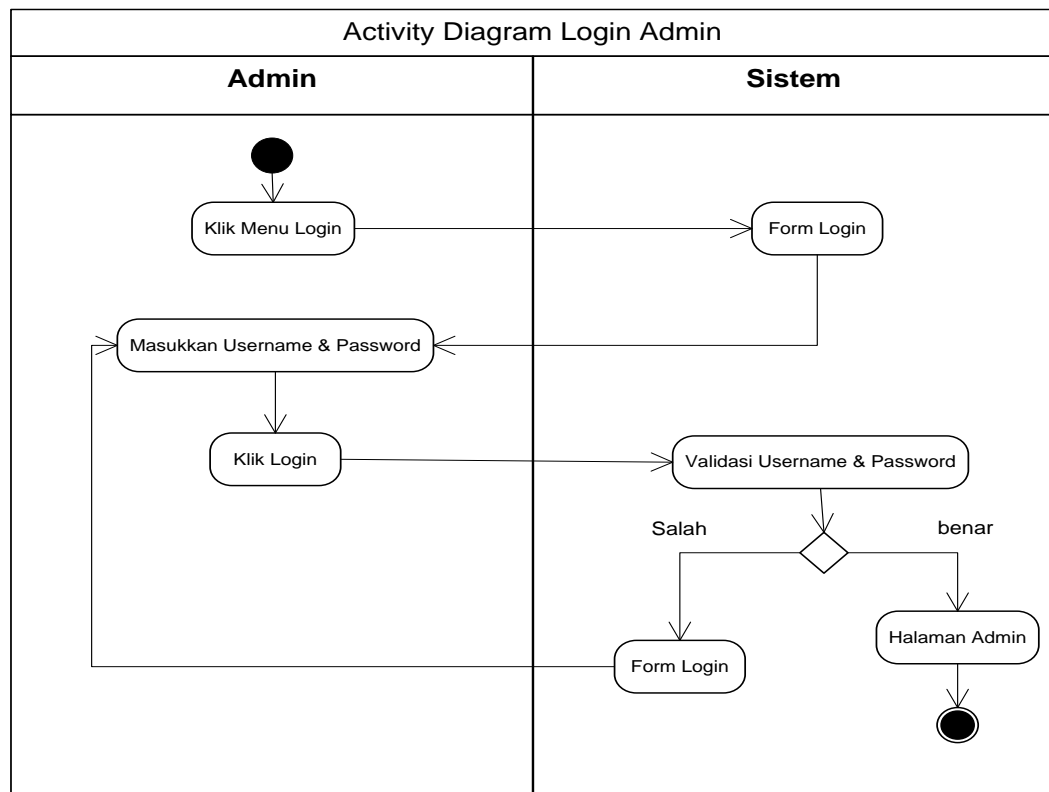 Activity Diagram Login Admin
Admin
Sistem
Klik Menu Login
Form Login
Masukkan Username & Password
Klik Login
Validasi Username & Password
Salah
benar
Halaman Admin
Form Login